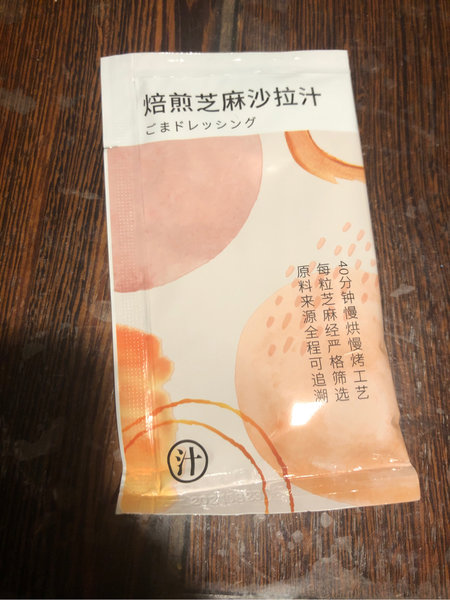 焙煎芝麻沙拉汁
ごまドレッシング
40分钟慢烘慢烤工艺
每粒芝麻经严格筛选
原料来源全程可追溯
汁